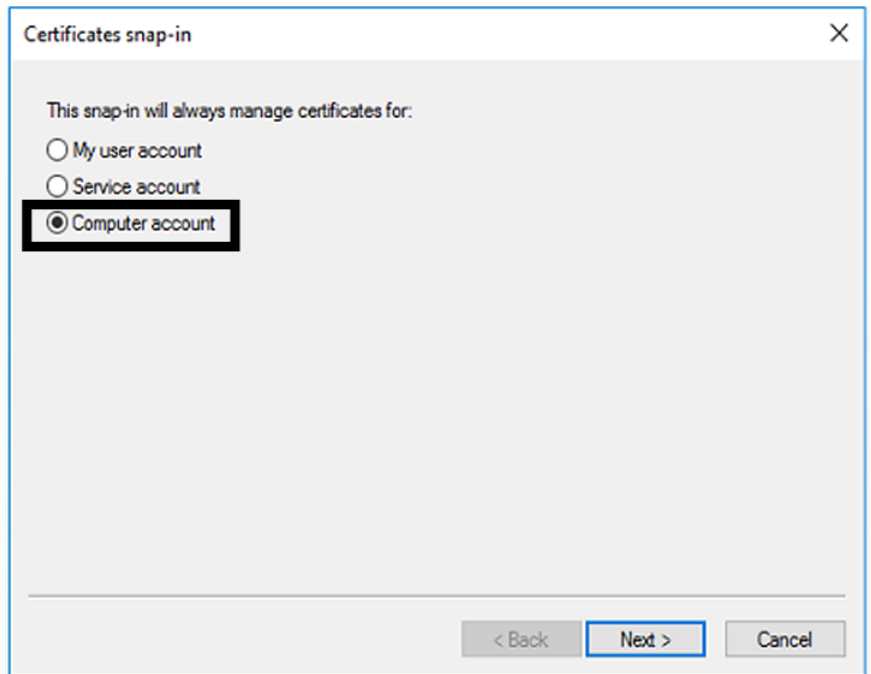 Certificates snap-in
This snap-in will always manage certificates for:
My user account
Service account
Computer account
< Back Next > Cancel